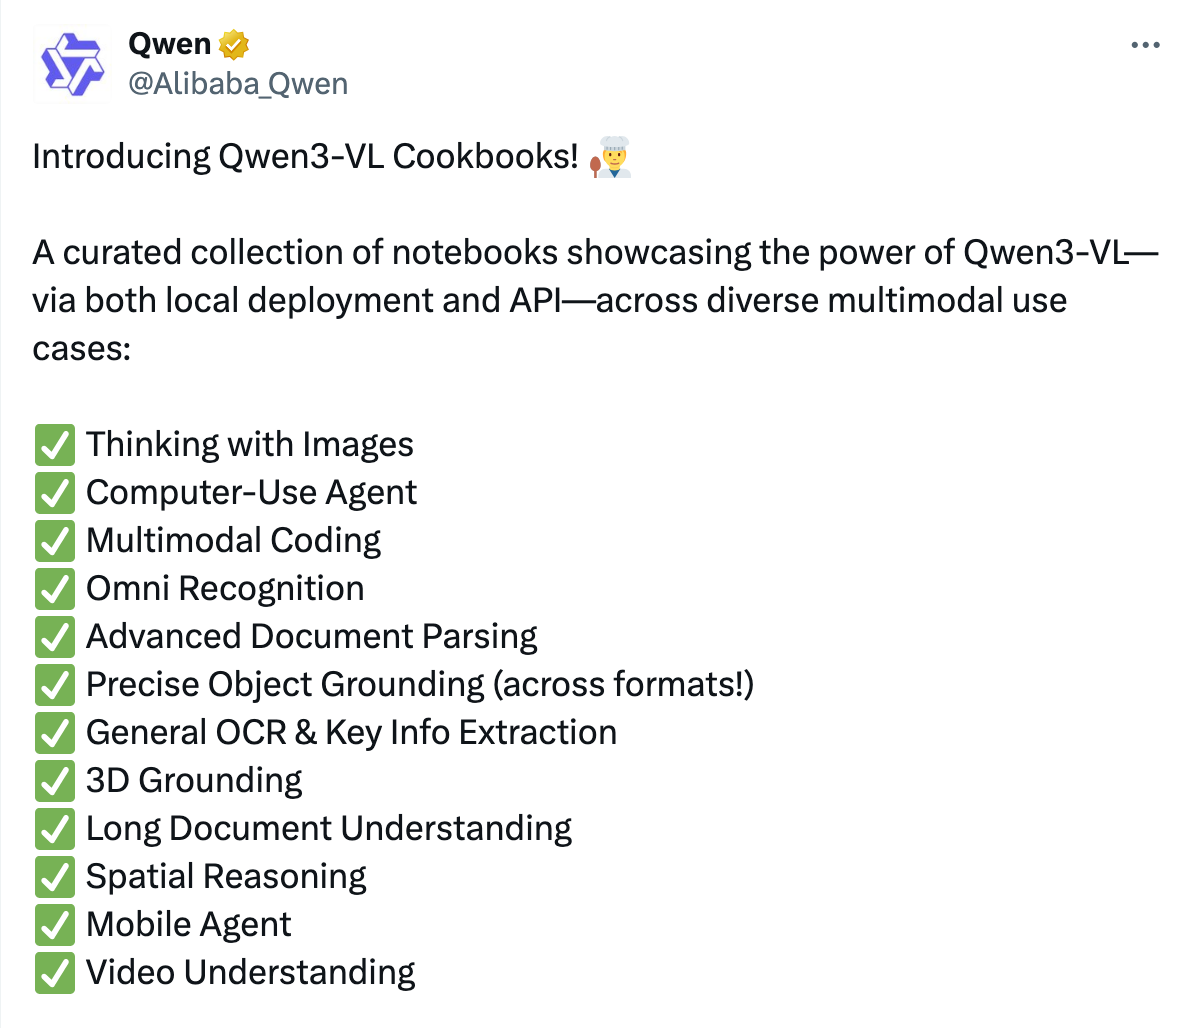 Qwen
@Alibaba_Qwen
Introducing Qwen3-VL Cookbooks! 👨‍🍳
A curated collection of notebooks showcasing the power of Qwen3-VL—
via both local deployment and API—across diverse multimodal use
cases:
✅ Thinking with Images
✅ Computer-Use Agent
✅ Multimodal Coding
✅ Omni Recognition
✅ Advanced Document Parsing
✅ Precise Object Grounding (across formats!)
✅ General OCR & Key Info Extraction
✅ 3D Grounding
✅ Long Document Understanding
✅ Spatial Reasoning
✅ Mobile Agent
✅ Video Understanding